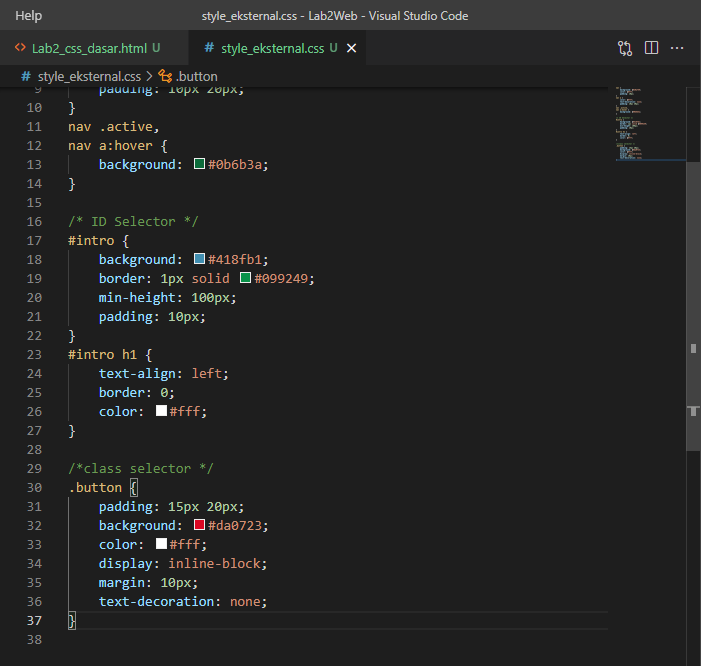 Help style_eksternal.css - Lab2Web - Visual Studio Code
<> Lab2_css_dasar.html U # style_eksternal.css U ×
# style_eksternal.css > .button
9 padding: 10px 20px;
10 }
11 nav .active,
12 nav a:hover {
13 background: #0b6b3a;
14 }
15
16 /* ID Selector */
17 #intro {
18 background: #418fb1;
19 border: 1px solid #099249;
20 min-height: 100px;
21 padding: 10px;
22 }
23 #intro h1 {
24 text-align: left;
25 border: 0;
26 color: #fff;
27 }
28
29 /*class selector */
30 .button {
31 padding: 15px 20px;
32 background: #da0723;
33 color: #fff;
34 display: inline-block;
35 margin: 10px;
36 text-decoration: none;
37 }
38